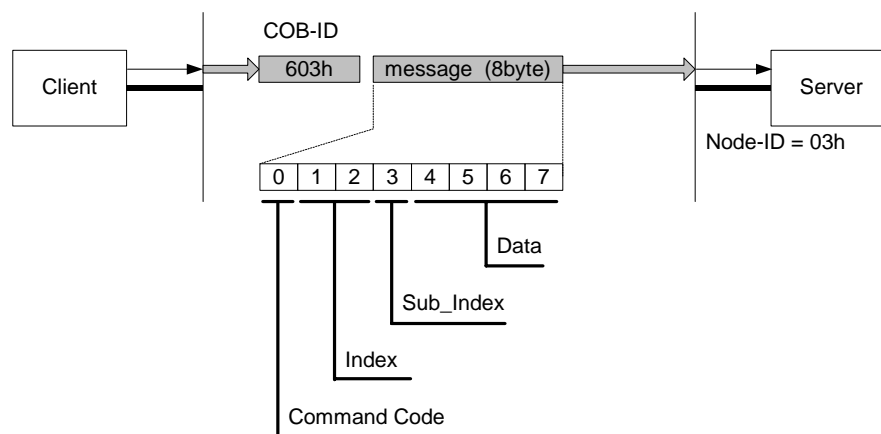 COB-ID
Client
603h
message (8byte)
Server
Node-ID = 03h
0 1 2 3 4 5 6 7
Data
Sub_Index
Index
Command Code